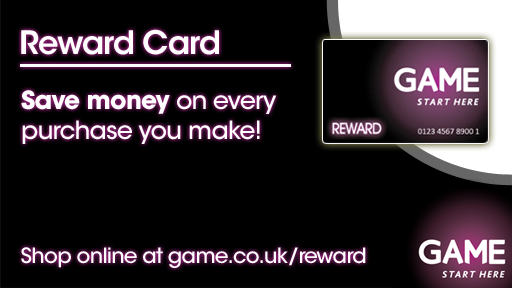 Reward Card
Save money on every
purchase you make!
GAME
START HERE
REWARD
0123 4567 8900 1
Shop online at game.co.uk/reward
GAME
START HERE